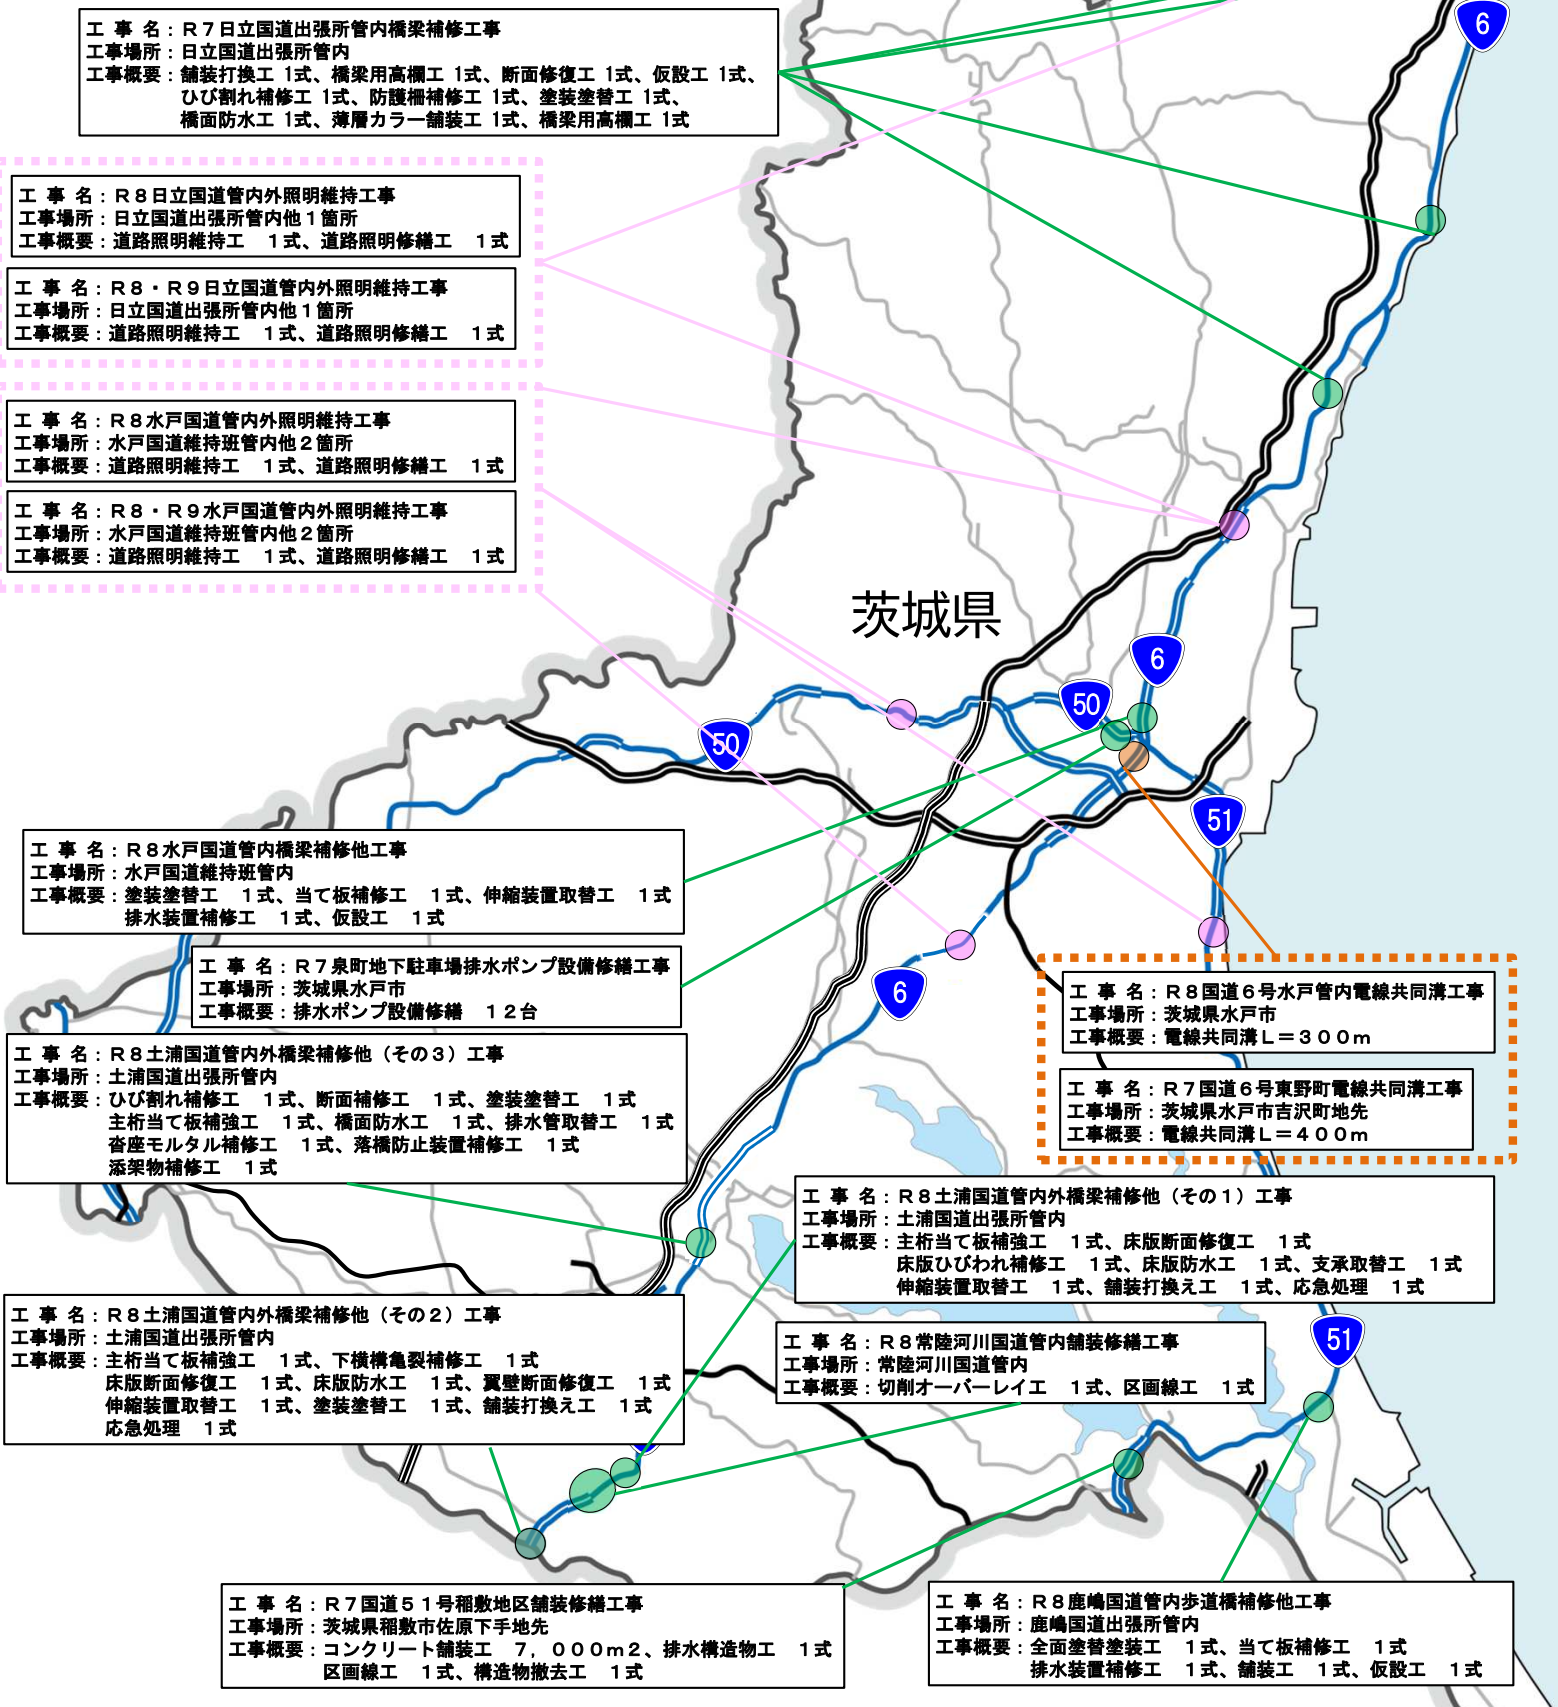 工 事 名：Ｒ７日立国道出張所管内橋梁補修工事
工事場所：日立国道出張所管内
工事概要：舗装打換工 1式、橋梁用高欄工 1式、断面修復工 1式、仮設工 1式、
ひび割れ補修工 1式、防護柵補修工 1式、塗装塗替工 1式、
橋面防水工 1式、薄層カラー舗装工 1式、橋梁用高欄工 1式
6
工 事 名：Ｒ８日立国道管内外照明維持工事
工事場所：日立国道出張所管内他１箇所
工事概要：道路照明維持工　１式、道路照明修繕工　１式
工 事 名：Ｒ８・Ｒ９日立国道管内外照明維持工事
工事場所：日立国道出張所管内他１箇所
工事概要：道路照明維持工　１式、道路照明修繕工　１式
工 事 名：Ｒ８水戸国道管内外照明維持工事
工事場所：水戸国道維持班管内他２箇所
工事概要：道路照明維持工　１式、道路照明修繕工　１式
工 事 名：Ｒ８・Ｒ９水戸国道管内外照明維持工事
工事場所：水戸国道維持班管内他２箇所
工事概要：道路照明維持工　１式、道路照明修繕工　１式
茨城県
6
50
50
51
工 事 名：Ｒ８水戸国道管内橋梁補修他工事
工事場所：水戸国道維持班管内
工事概要：塗装塗替工　１式、当て板補修工　１式、伸縮装置取替工　１式
排水装置補修工　１式、仮設工　１式
工 事 名：Ｒ７泉町地下駐車場排水ポンプ設備修繕工事
工事場所：茨城県水戸市
工事概要：排水ポンプ設備修繕　１２台
6
工 事 名：Ｒ８国道６号水戸管内電線共同溝工事
工事場所：茨城県水戸市
工事概要：電線共同溝Ｌ＝３００ｍ
工 事 名：Ｒ７国道６号東野町電線共同溝工事
工事場所：茨城県水戸市吉沢町地先
工事概要：電線共同溝Ｌ＝４００ｍ
工 事 名：Ｒ８土浦国道管内外橋梁補修他（その３）工事
工事場所：土浦国道出張所管内
工事概要：ひび割れ補修工　１式、断面補修工　１式、塗装塗替工　１式
主桁当て板補強工　１式、橋面防水工　１式、排水管取替工　１式
沓座モルタル補修工　１式、落橋防止装置補修工　１式
添架物補修工　１式
工 事 名：Ｒ８土浦国道管内外橋梁補修他（その１）工事
工事場所：土浦国道出張所管内
工事概要：主桁当て板補強工　１式、床版断面修復工　１式
床版ひびわれ補修工　１式、床版防水工　１式、支承取替工　１式
伸縮装置取替工　１式、舗装打換え工　１式、応急処理　１式
工 事 名：Ｒ８土浦国道管内外橋梁補修他（その２）工事
工事場所：土浦国道出張所管内
工事概要：主桁当て板補強工　１式、下横構亀裂補修工　１式
床版断面修復工　１式、床版防水工　１式、翼壁断面修復工　１式
伸縮装置取替工　１式、塗装塗替工　１式、舗装打換え工　１式
応急処理　１式
工 事 名：Ｒ８常陸河川国道管内舗装修繕工事
工事場所：常陸河川国道管内
工事概要：切削オーバーレイ工　１式、区画線工　１式
51
工 事 名：Ｒ７国道５１号稲敷地区舗装修繕工事
工事場所：茨城県稲敷市佐原下手地先
工事概要：コンクリート舗装工　７，０００ｍ２、排水構造物工　１式
区画線工　１式、構造物撤去工　１式
工 事 名：Ｒ８鹿嶋国道管内歩道橋補修他工事
工事場所：鹿嶋国道出張所管内
工事概要：全面塗替塗装工　１式、当て板補修工　１式
排水装置補修工　１式、舗装工　１式、仮設工　１式